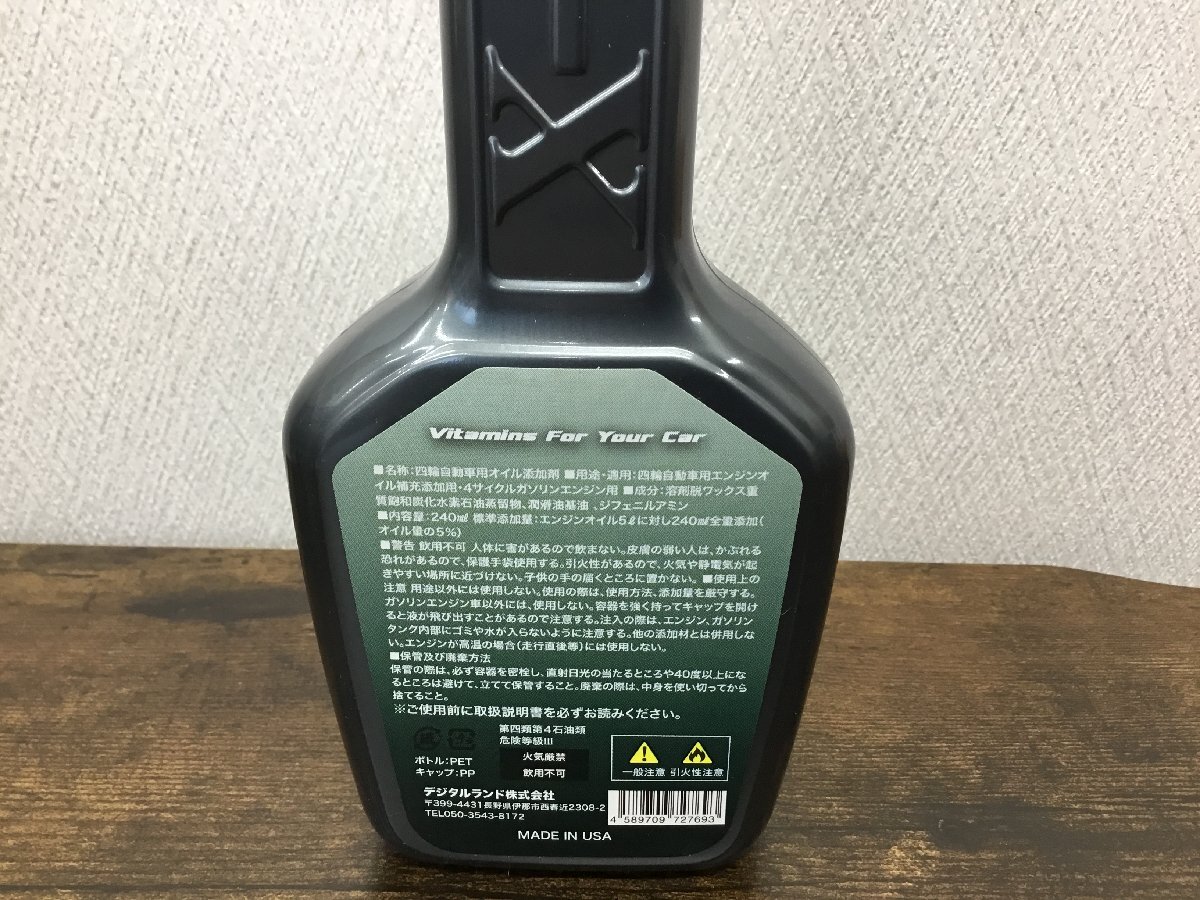 Vitamins For Your Car
■名称:四輪自動車用オイル添加剤 ■用途・適用:四輪自動車用エンジンオ
イル補充添加用・4サイクルガソリンエンジン用 ■成分:溶剤脱ワックス重
質飽和炭化水素石油蒸留物、潤滑油基油 、ジフェニルアミン
■内容量:240㎖ 標準添加量:エンジンオイル5ℓに対し240㎖全量添加(
オイル量の5%)
■警告 飲用不可 人体に害があるので飲まない。皮膚の弱い人は、かぶれる
恐れがあるので、保護手袋使用する。引火性があるので、火気や静電気が起
きやすい場所に近づけない。子供の手の届くところに置かない。■使用上の
注意 用途以外には使用しない。使用の際は、使用方法、添加量を厳守する。
ガソリンエンジン車以外には、使用しない。容器を強く持ってキャップを開け
ると液が飛び出すことがあるので注意する。注入の際は、エンジン、ガソリン
タンク内部にゴミや水が入らないように注意する。他の添加材とは併用しな
い。エンジンが高温の場合(走行直後等)には使用しない。
■保管及び廃棄方法
保管の際は、必ず容器を密栓し、直射日光の当たるところや40度以上にな
るところは避けて、立てて保管すること。廃棄の際は、中身を使い切ってから
捨てること。
※ご使用前に取扱説明書を必ずお読みください。
第四類第4石油類
危険等級III
ボトル:PET
キャップ:PP
火気厳禁
飲用不可
一般注意 引火性注意
デジタルランド株式会社
〒399-4431長野県伊那市西春近2308-2
TEL050-3543-8172
4 589709 727693
MADE IN USA